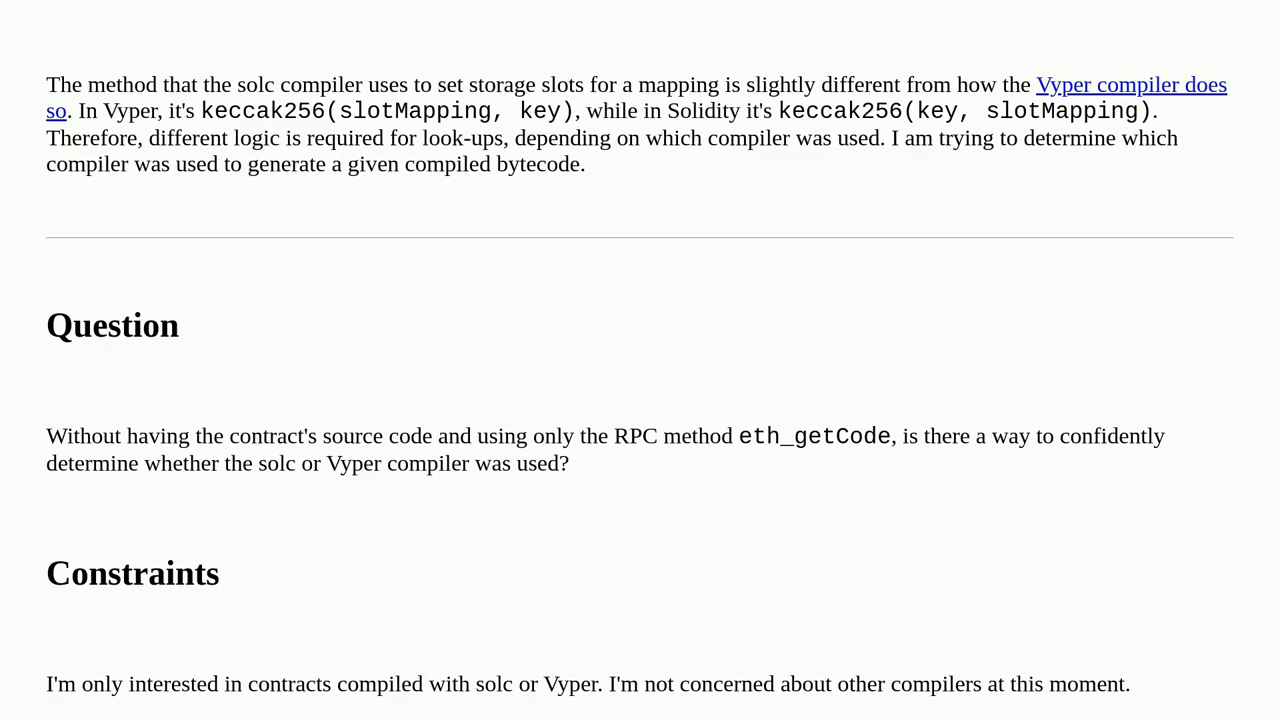 The method that the solc compiler uses to set storage slots for a mapping is slightly different from how the Vyper compiler does
so. In Vyper, it's keccak256(slotMapping, key), while in Solidity it's keccak256(key, slotMapping).
Therefore, different logic is required for look-ups, depending on which compiler was used. I am trying to determine which
compiler was used to generate a given compiled bytecode.
Question
Without having the contract's source code and using only the RPC method eth_getCode, is there a way to confidently
determine whether the solc or Vyper compiler was used?
Constraints
I'm only interested in contracts compiled with solc or Vyper. I'm not concerned about other compilers at this moment.